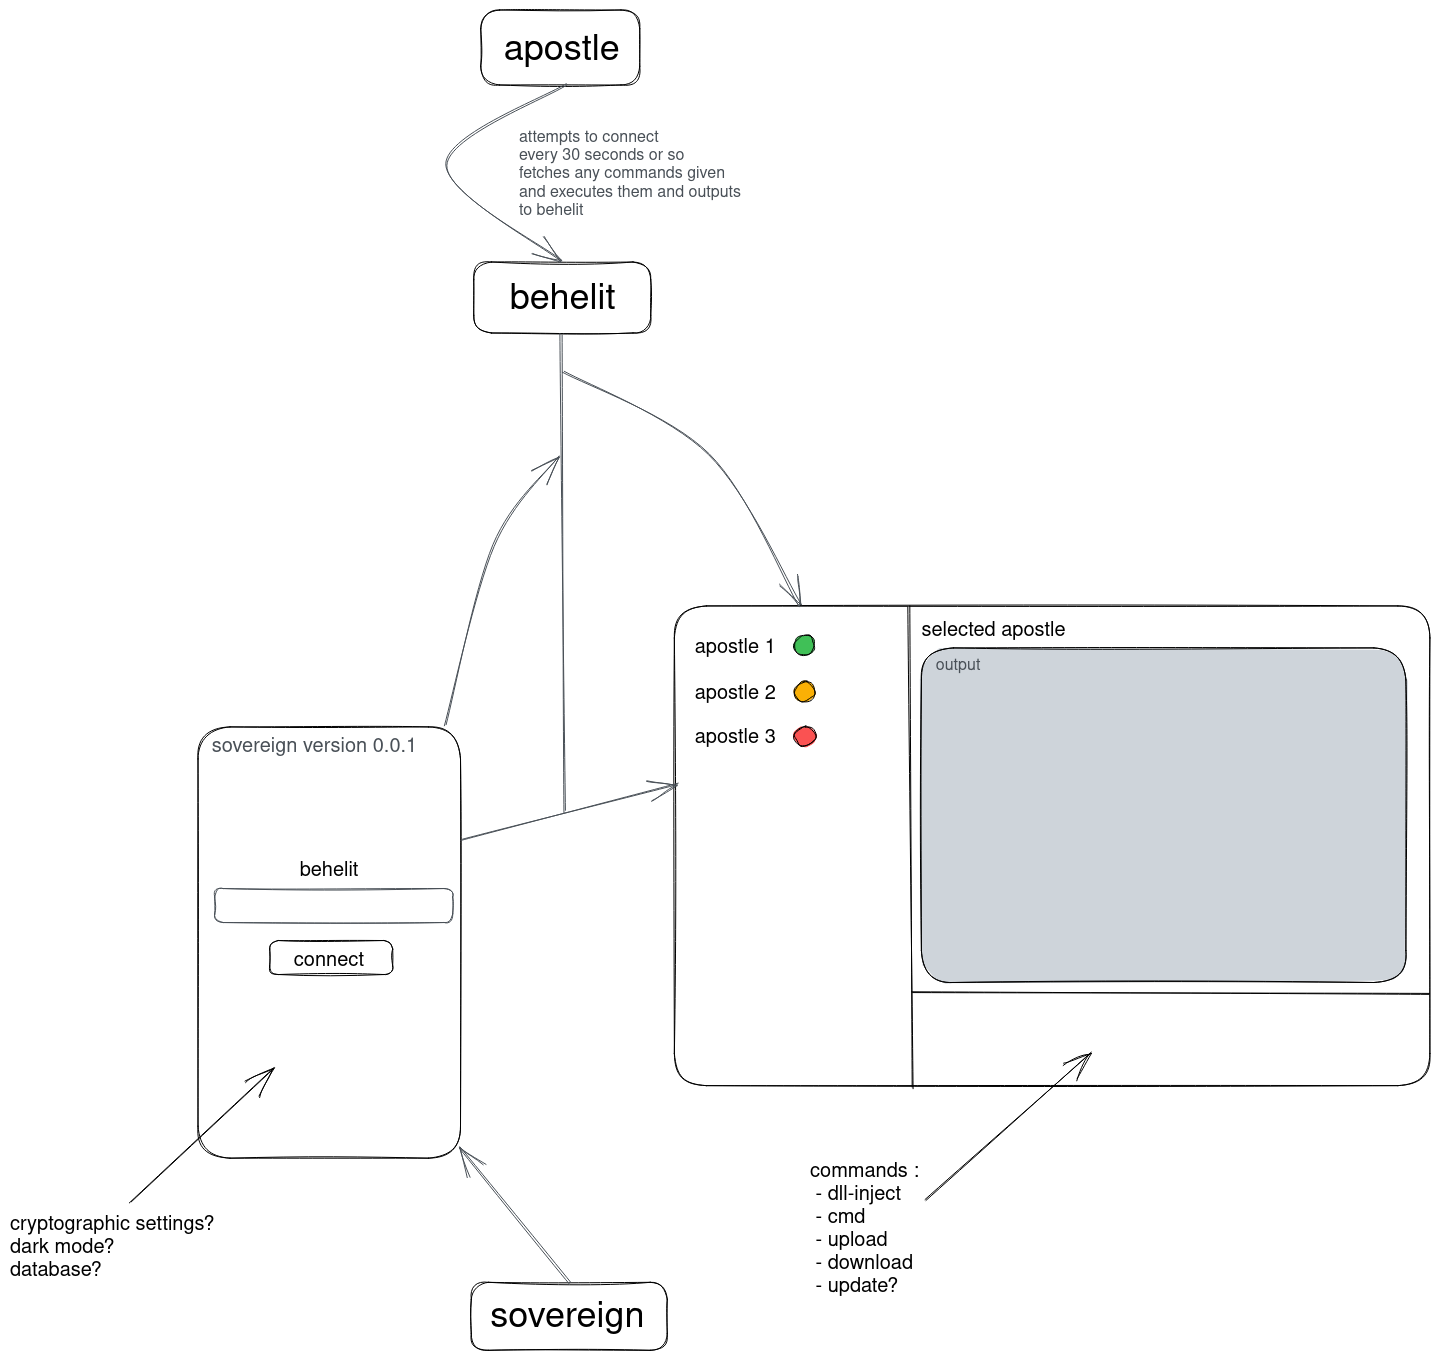 apostle
attempts to connect
every 30 seconds or so
fetches any commands given
and executes them and outputs
to behelit
behelit
apostle 1
apostle 2
apostle 3
selected apostle
output
sovereign version 0.0.1
behelit
connect
cryptographic settings?
dark mode?
database?
commands :
- dll-inject
- cmd
- upload
- download
- update?
sovereign